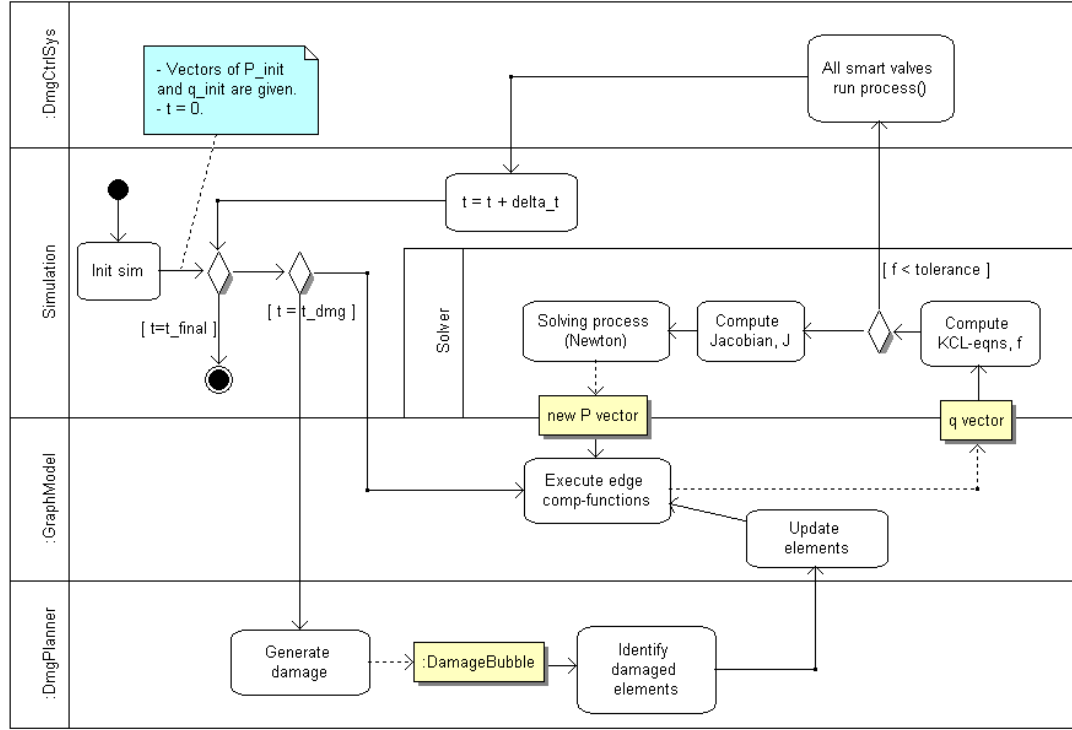 :DmgCtrlSys
- Vectors of P_init
and q_init are given.
- t = 0.
All smart valves
run process()
Simulation
Init sim
t = t + delta_t
[ t=t_final ]
[ t = t_dmg ]
Solver
[ f < tolerance ]
Solving process
(Newton)
Compute
Jacobian, J
Compute
KCL-eqns, f
new P vector
q vector
:GraphModel
Execute edge
comp-functions
Update
elements
:DmgPlanner
Generate
damage
:DamageBubble
Identify
damaged
elements